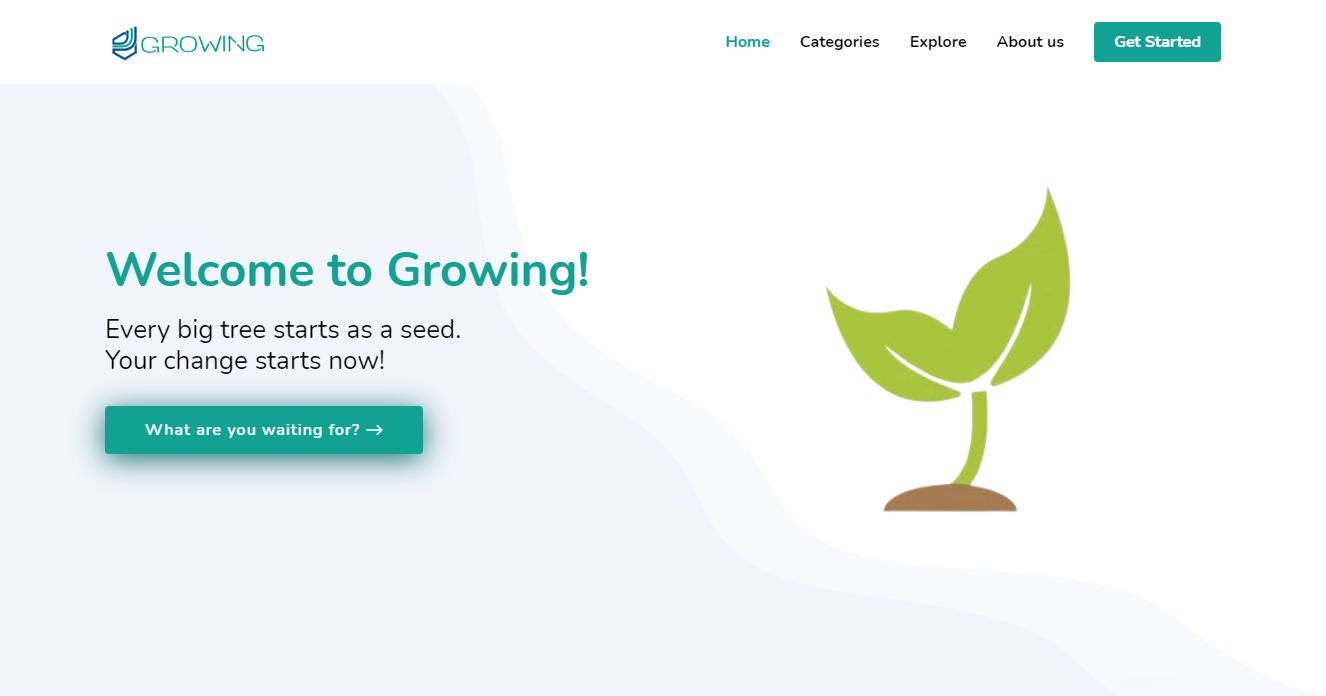 GROWING
Home
Categories
Explore
About us
Get Started
Welcome to Growing!
Every big tree starts as a seed.
Your change starts now!
What are you waiting for? →